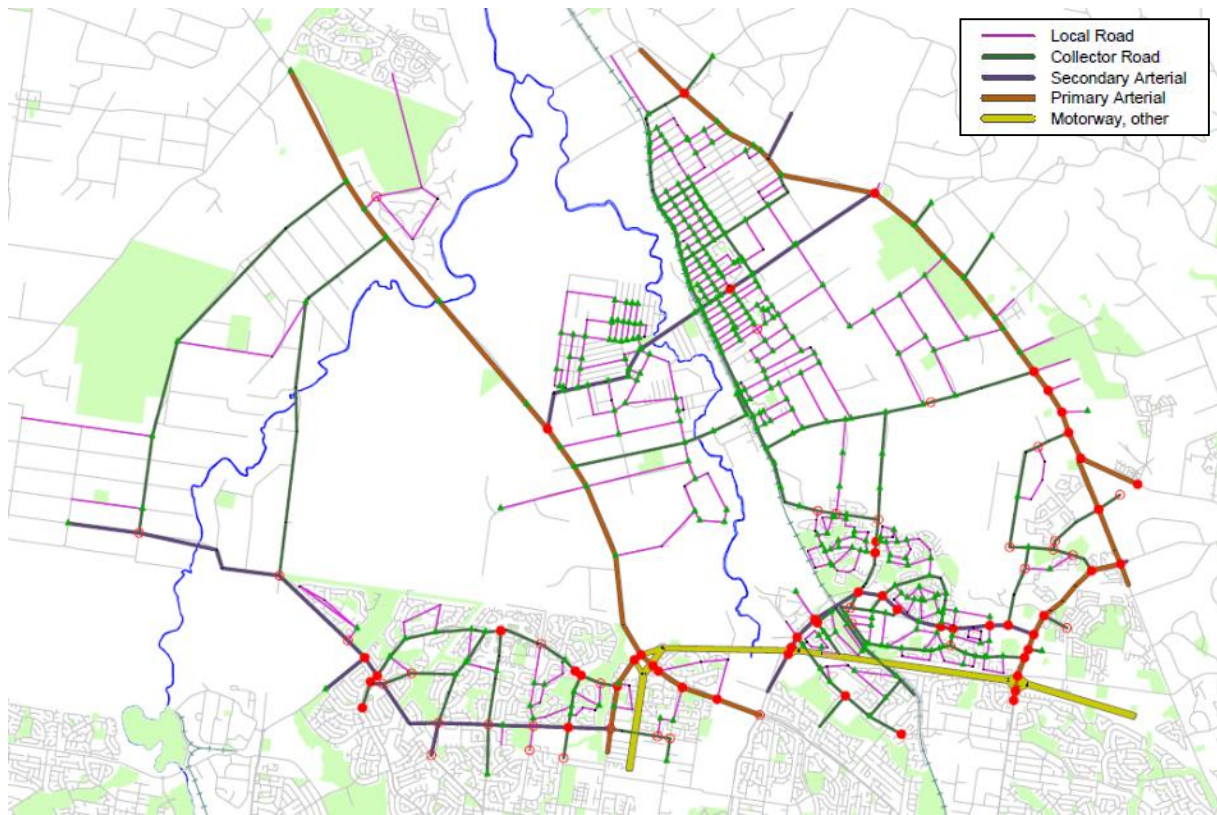 Local Road
Collector Road
Secondary Arterial
Primary Arterial
Motorway, other